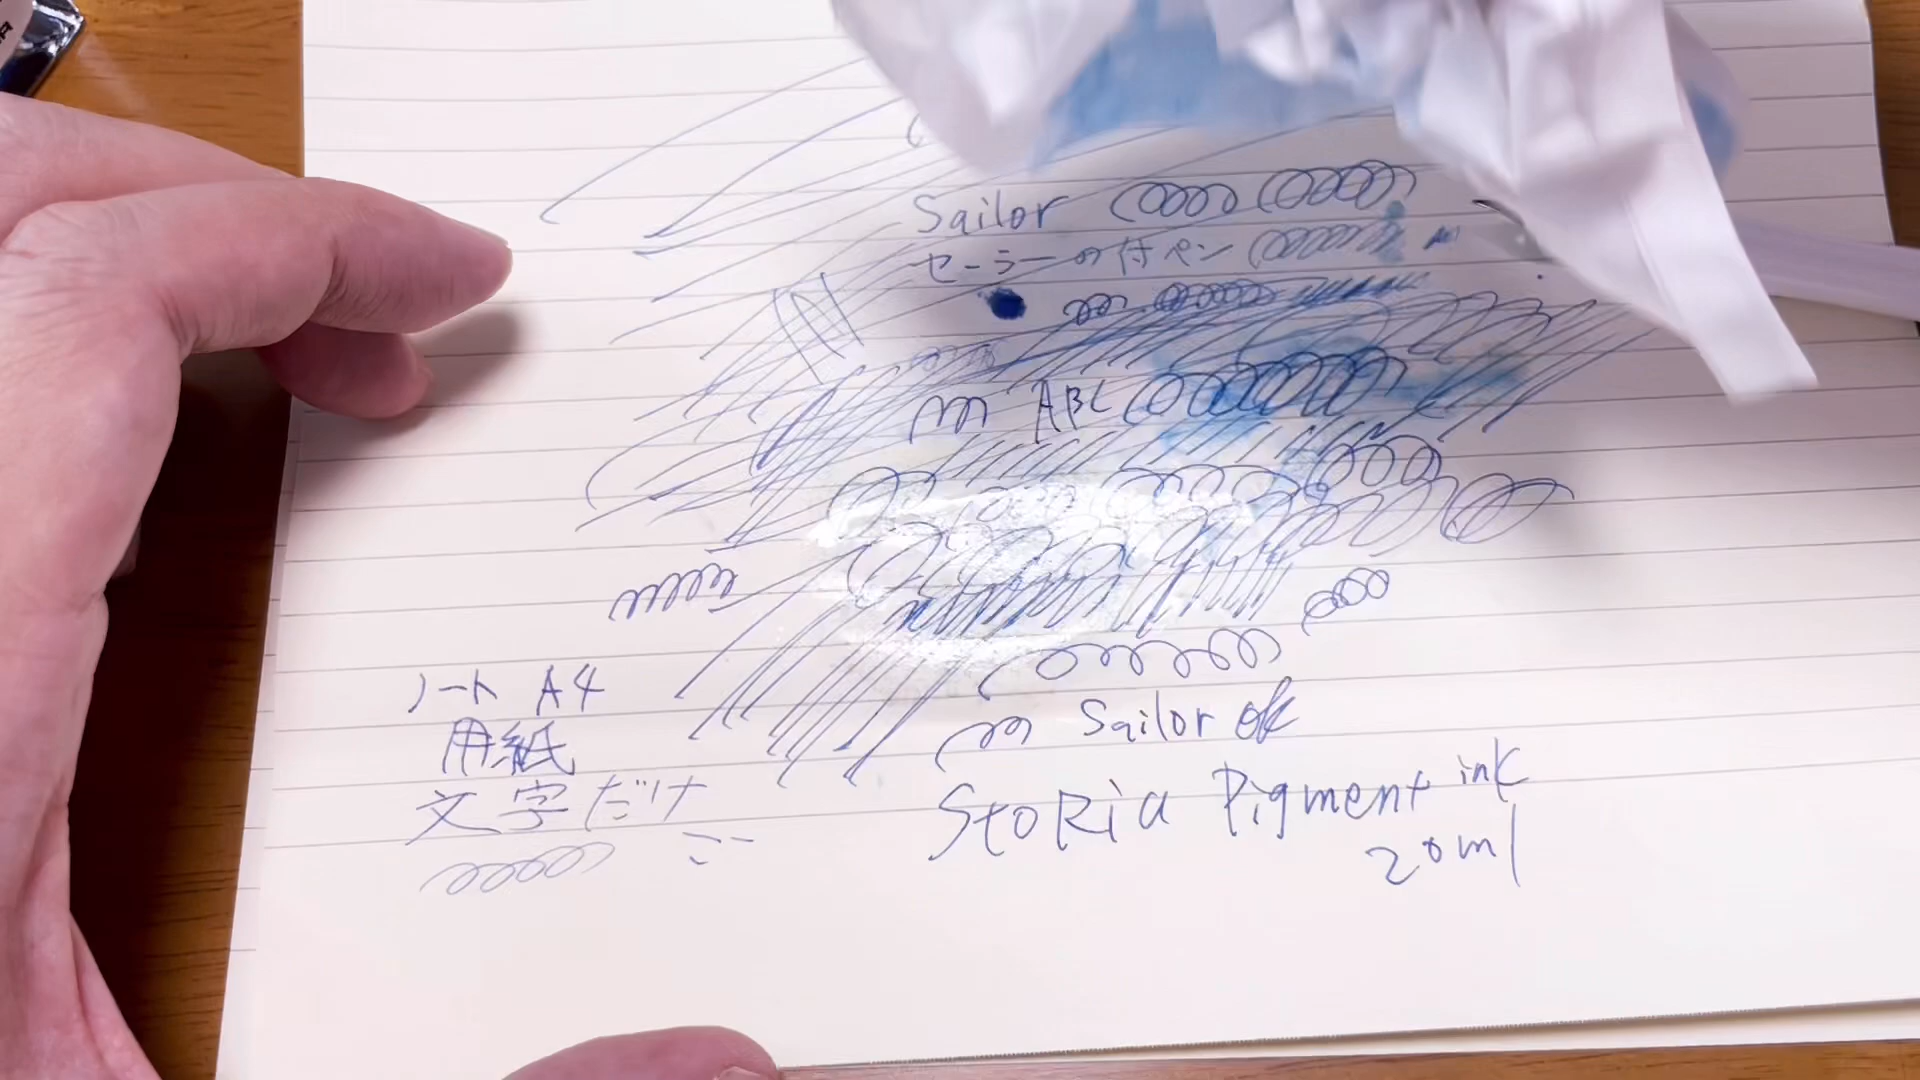 Sailor
セーラーの付ペン
ABC
ノート A4
用紙
文字だけ
Sailor ok
StoRia Pigment ink
20ml